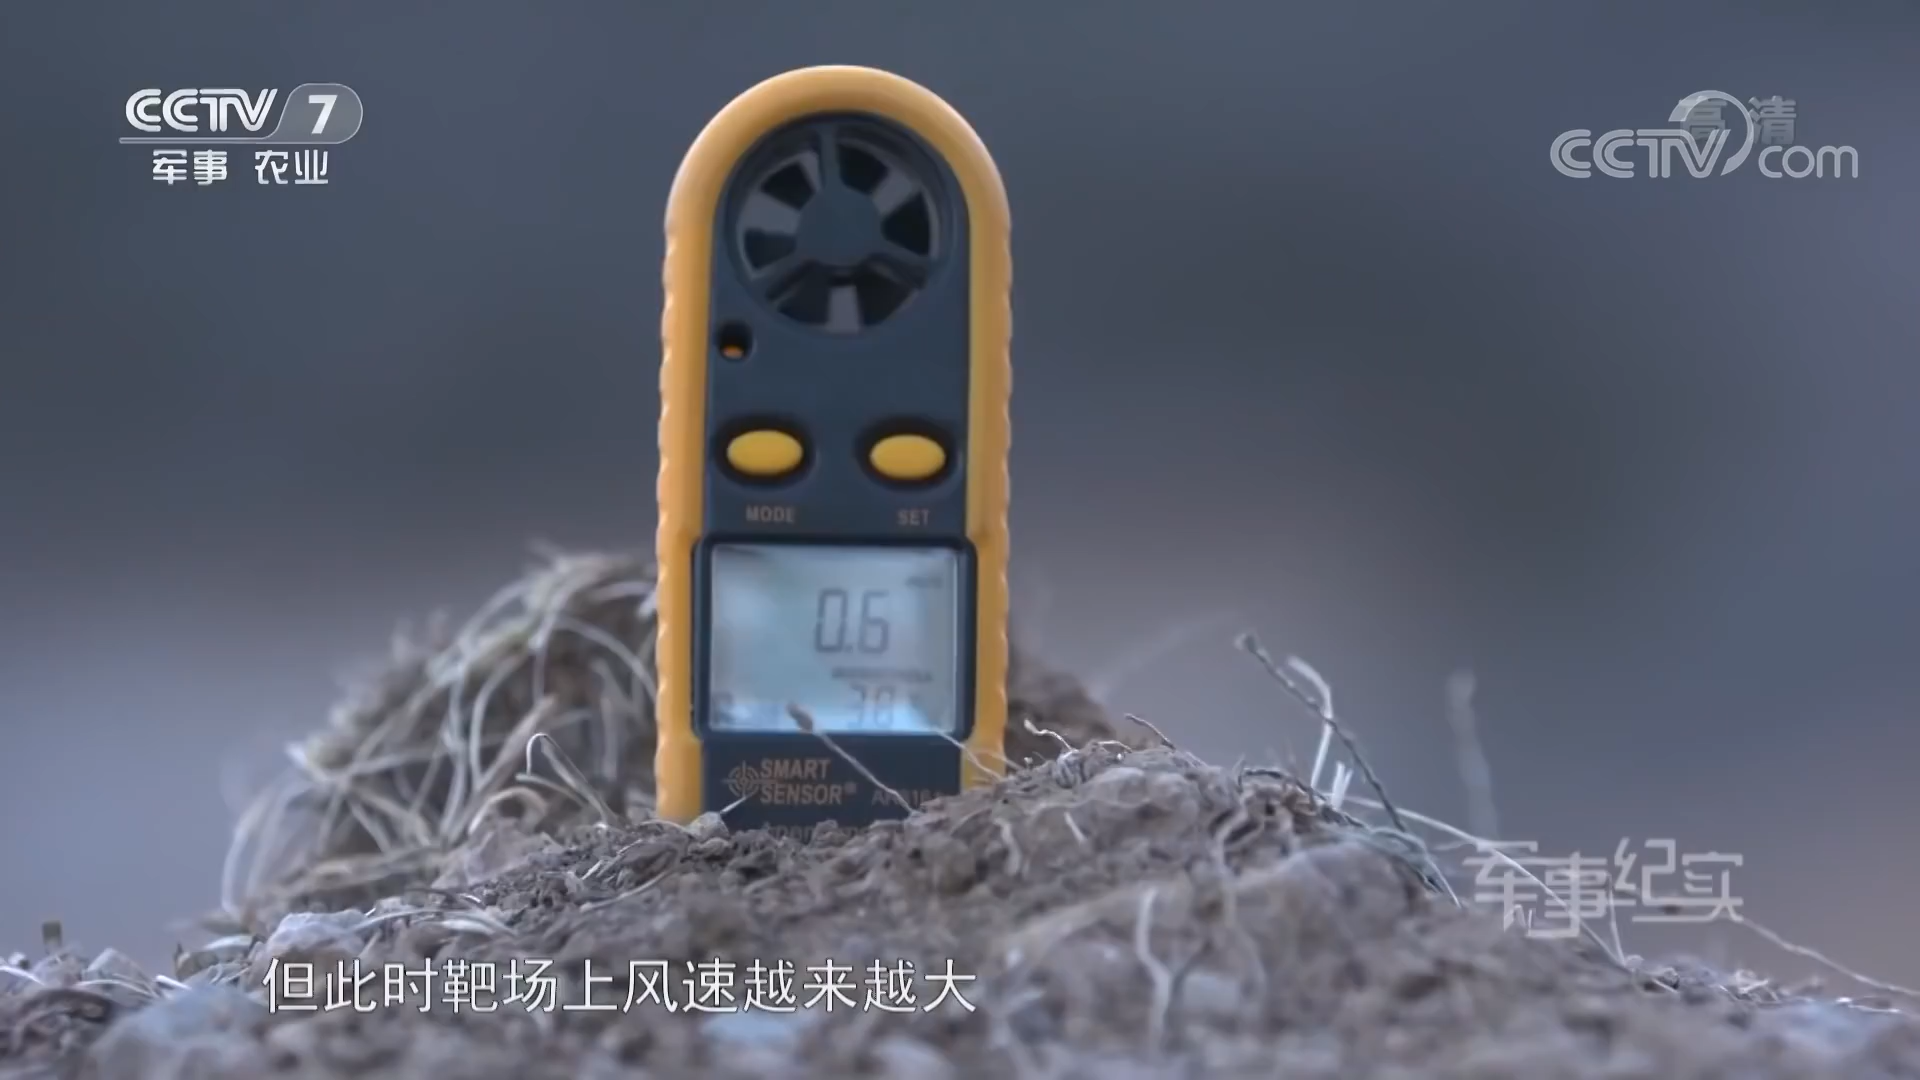 CCTV 7
军事 农业
高清
CCTV.com
MODE
SET
0.6
SMART
SENSOR®
军事纪实
但此时靶场上风速越来越大